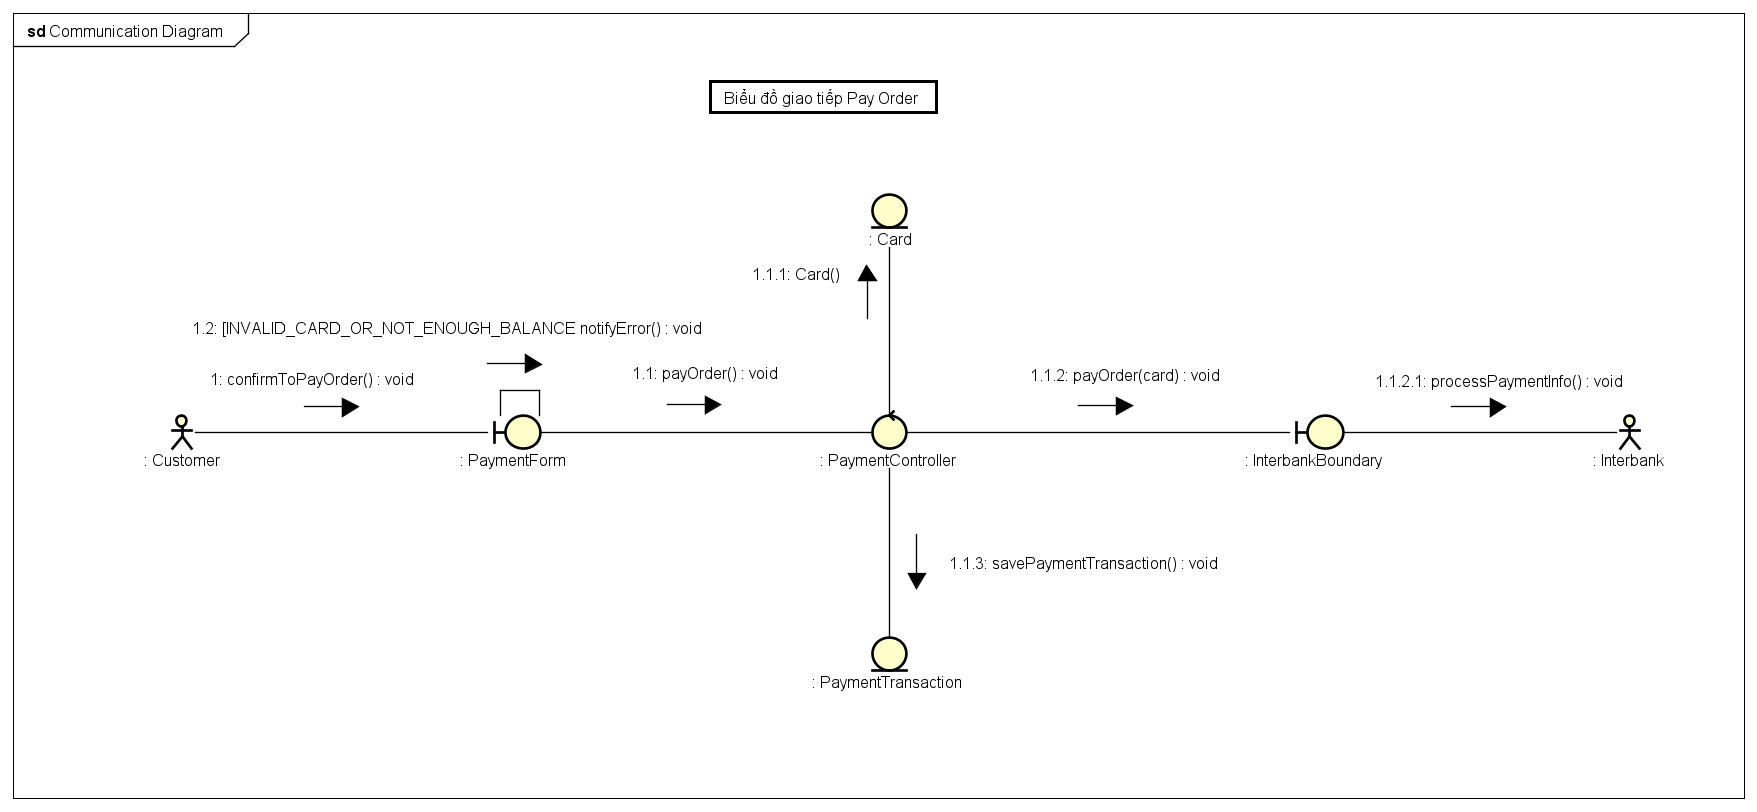 sd Communication Diagram
Biểu đồ giao tiếp Pay Order
: Card
1.1.1: Card()
1.2: [INVALID_CARD_OR_NOT_ENOUGH_BALANCE notifyError() : void
1: confirmToPayOrder() : void
1.1: payOrder() : void
1.1.2: payOrder(card) : void
1.1.2.1: processPaymentInfo() : void
: Customer
: PaymentForm
: PaymentController
: InterbankBoundary
: Interbank
1.1.3: savePaymentTransaction() : void
: PaymentTransaction